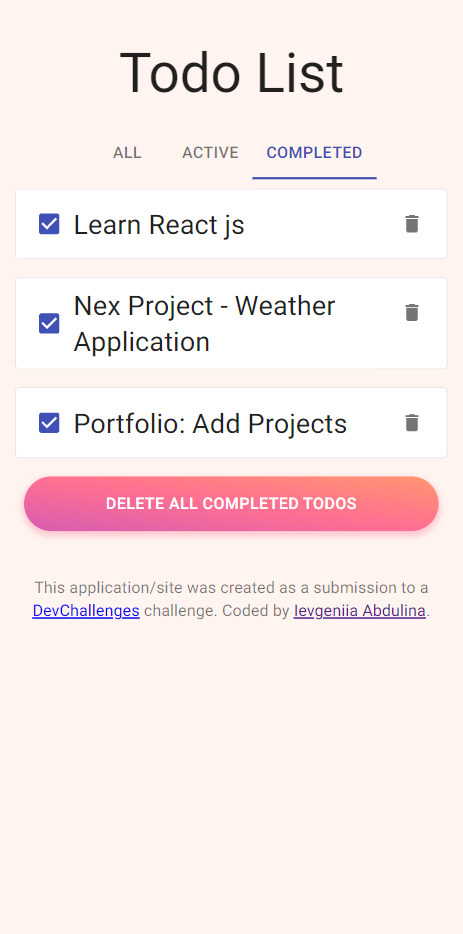 Todo List
ALL ACTIVE COMPLETED
Learn React js
Nex Project - Weather
Application
Portfolio: Add Projects
DELETE ALL COMPLETED TODOS
This application/site was created as a submission to a
DevChallenges challenge. Coded by Ievgeniia Abdulina.